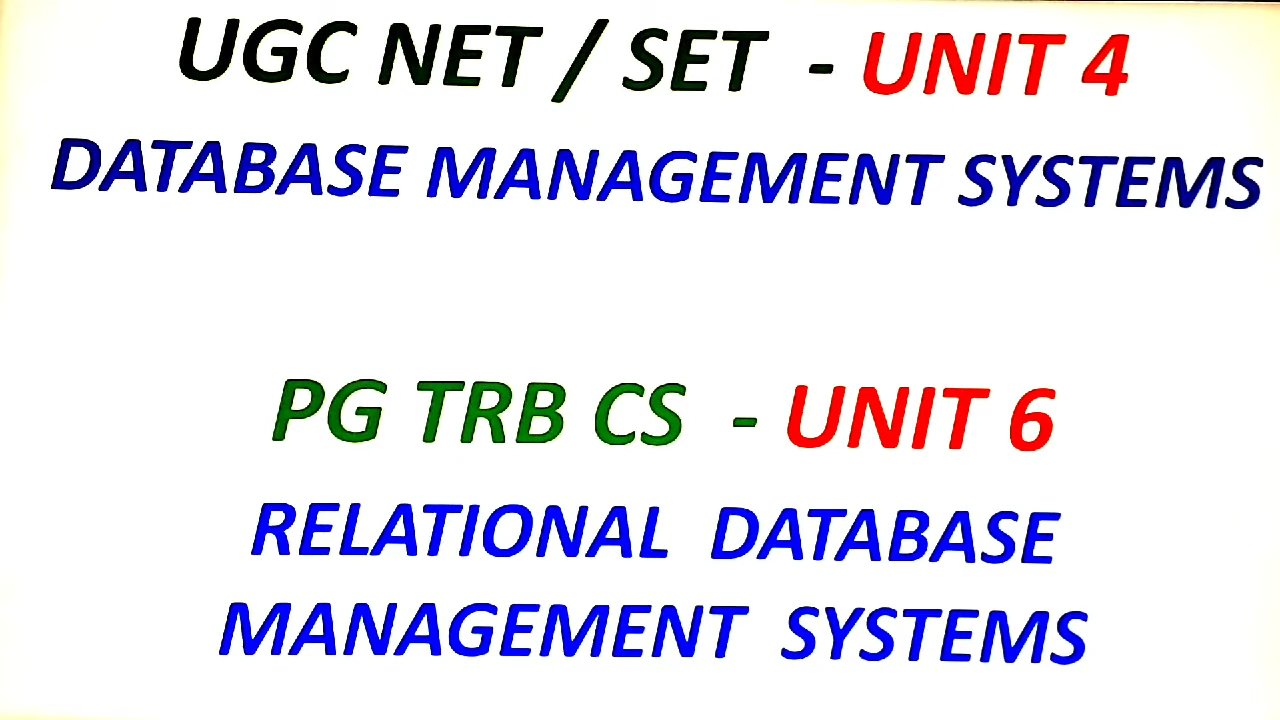 UGC NET / SET - UNIT 4
DATABASE MANAGEMENT SYSTEMS
PG TRB CS - UNIT 6
RELATIONAL DATABASE
MANAGEMENT SYSTEMS